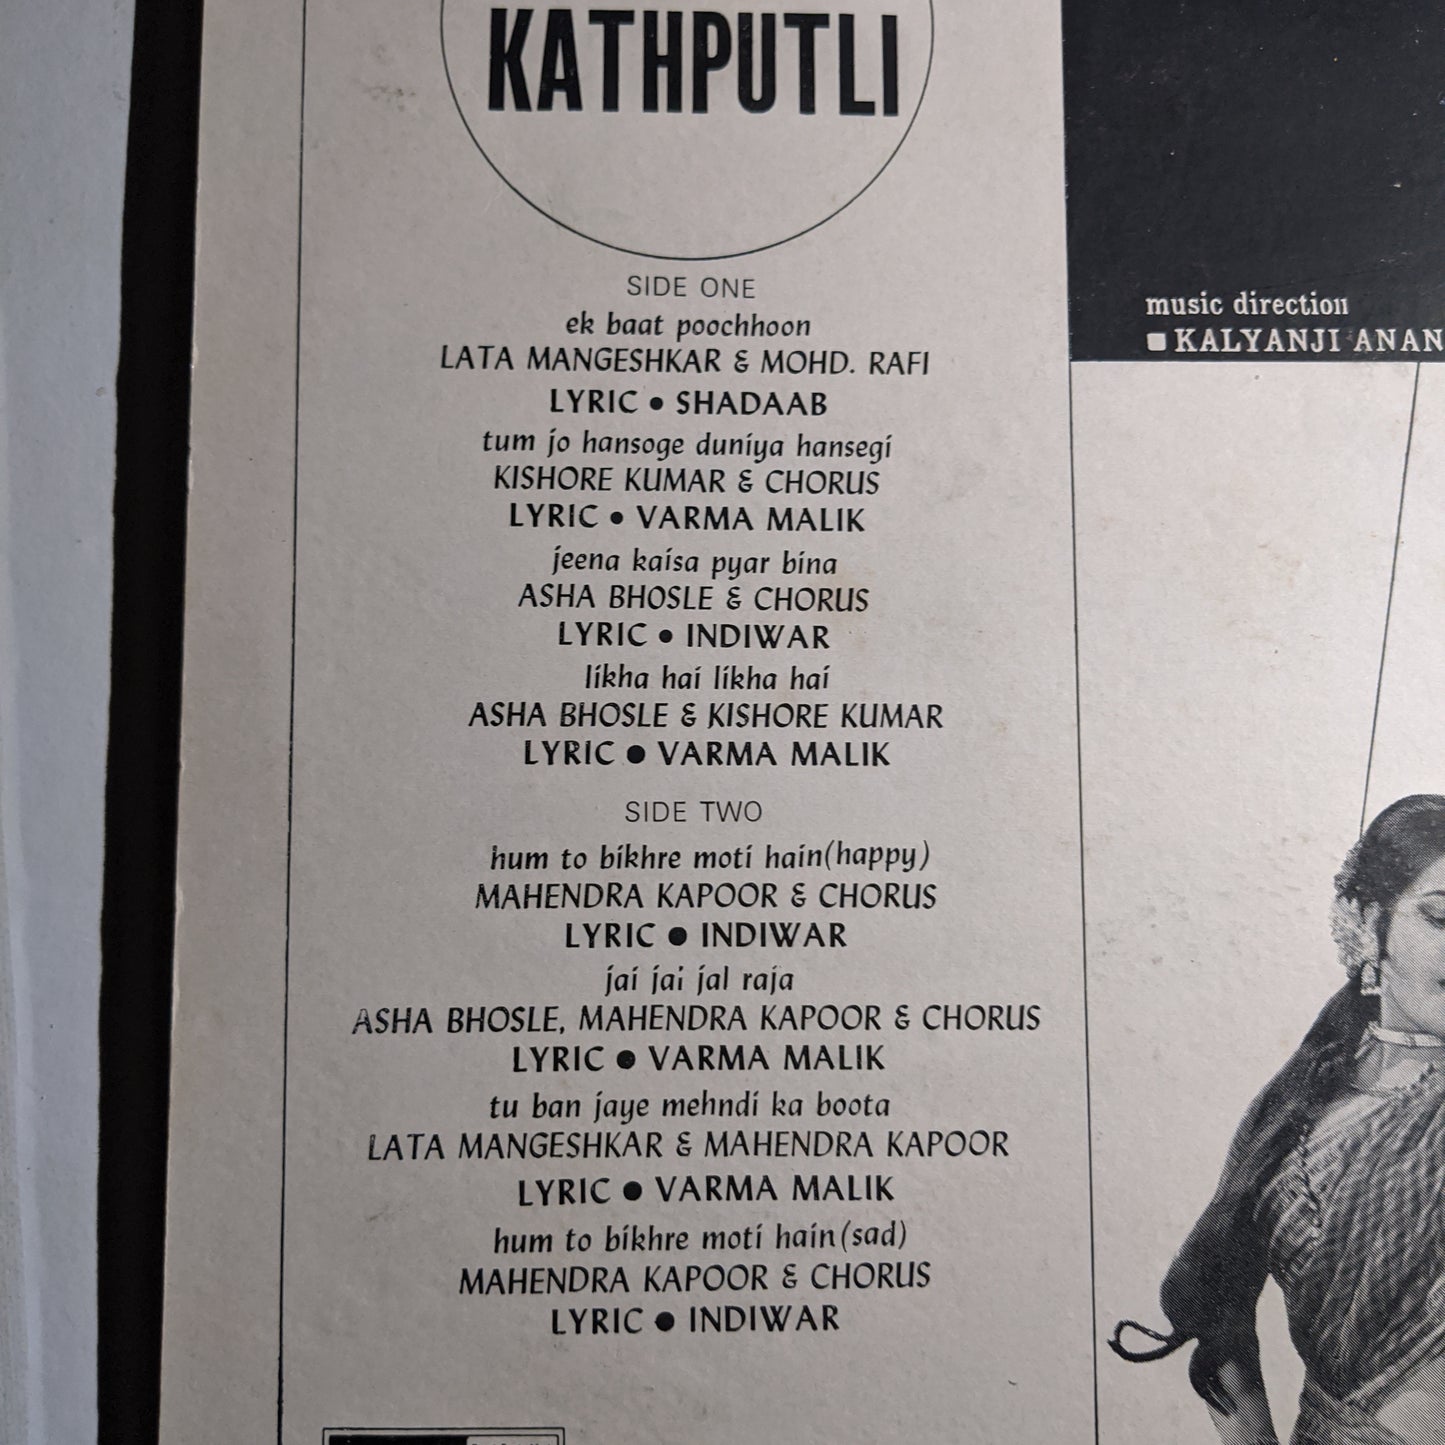 KATHPUTLI
SIDE ONE
ek baat poochhoon
LATA MANGESHKAR & MOHD. RAFI
LYRIC • SHADAAB
tum jo hansoge duniya hansegi
KISHORE KUMAR & CHORUS
LYRIC • VARMA MALIK
jeena kaisa pyar bina
ASHA BHOSLE & CHORUS
LYRIC • INDIWAR
likha hai likha hai
ASHA BHOSLE & KISHORE KUMAR
LYRIC ● VARMA MALIK
SIDE TWO
hum to bikhre moti hain(happy)
MAHENDRA KAPOOR & CHORUS
LYRIC ● INDIWAR
jai jai jal raja
ASHA BHOSLE, MAHENDRA KAPOOR & CHORUS
LYRIC ● VARMA MALIK
tu ban jaye mehndi ka boota
LATA MANGESHKAR & MAHENDRA KAPOOR
LYRIC ● VARMA MALIK
hum to bikhre moti hain(sad)
MAHENDRA KAPOOR & CHORUS
LYRIC ● INDIWAR
music direction
KALYANJI ANAN